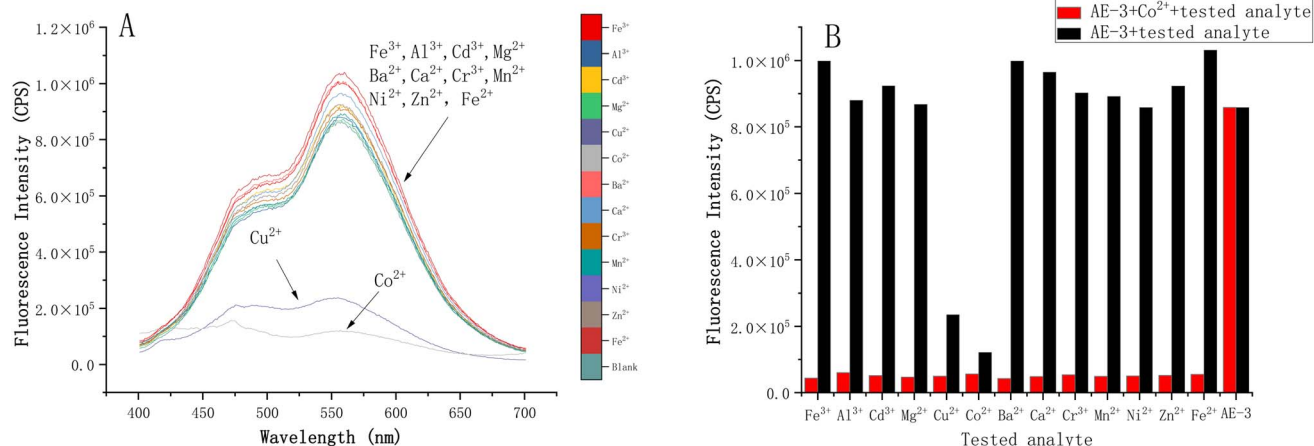 A
Fluorescence Intensity (CPS)
1.2×10⁶
1.0×10⁶
8.0×10⁵
6.0×10⁵
4.0×10⁵
2.0×10⁵
0.0
400 450 500 550 600 650 700
Wavelength (nm)
Fe³⁺, Al³⁺, Cd³⁺, Mg²⁺
Ba²⁺, Ca²⁺, Cr³⁺, Mn²⁺
Ni²⁺, Zn²⁺, Fe²⁺
Cu²⁺
Co²⁺
Fe³⁺
Al³⁺
Cd³⁺
Mg²⁺
Cu²⁺
Co²⁺
Ba²⁺
Ca²⁺
Cr³⁺
Mn²⁺
Ni²⁺
Zn²⁺
Fe²⁺
Blank
B
AE-3+Co²⁺+tested analyte
AE-3+tested analyte
Fluorescence Intensity (CPS)
1.0×10⁶
8.0×10⁵
6.0×10⁵
4.0×10⁵
2.0×10⁵
0.0
Fe³⁺ Al³⁺ Cd³⁺ Mg²⁺ Cu²⁺ Co²⁺ Ba²⁺ Ca²⁺ Cr³⁺ Mn²⁺ Ni²⁺ Zn²⁺ Fe²⁺ AE-3
Tested analyte